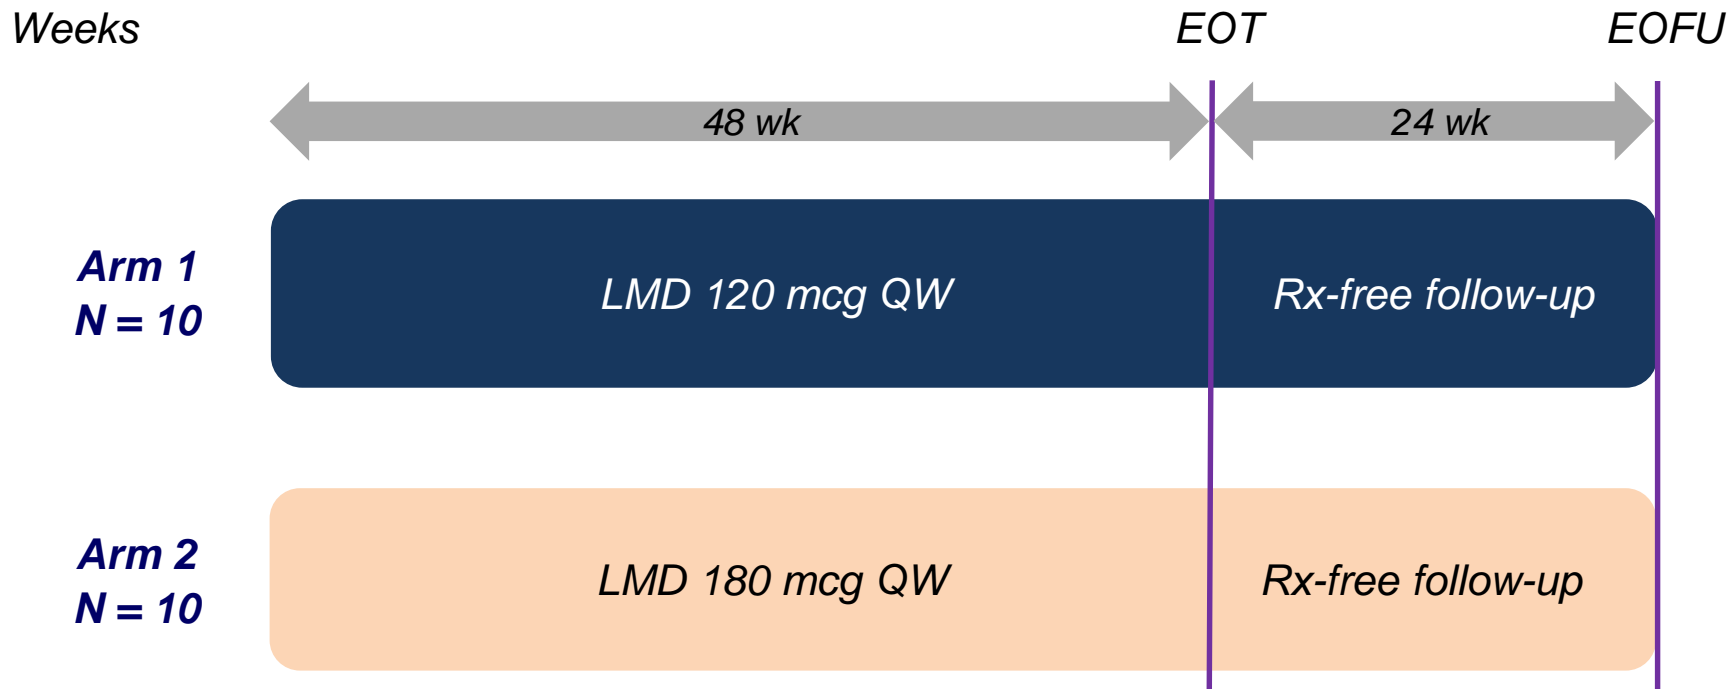 Weeks
EOT
EOFU
48 wk
24 wk
Arm 1
N = 10
LMD 120 mcg QW
Rx-free follow-up
Arm 2
N = 10
LMD 180 mcg QW
Rx-free follow-up